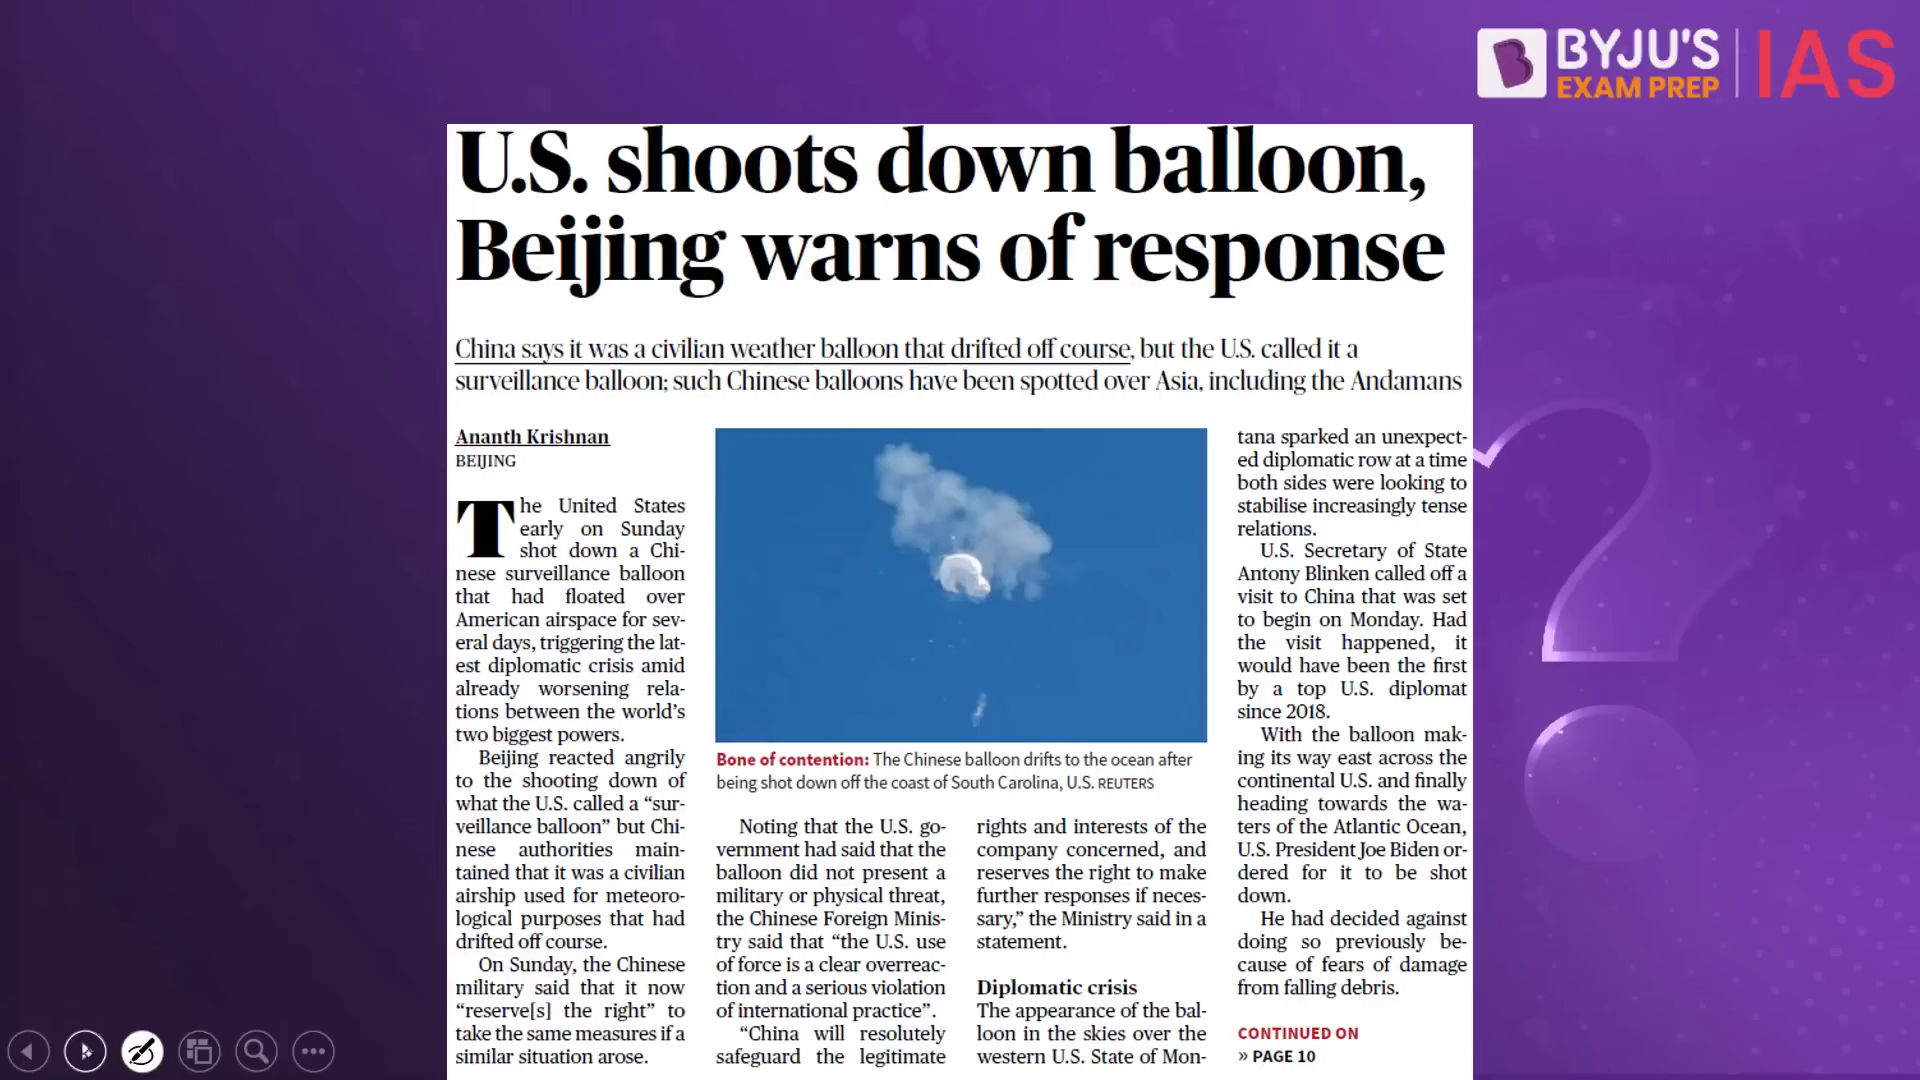 BYJU'S
EXAM PREP
IAS
U.S. shoots down balloon,
Beijing warns of response
China says it was a civilian weather balloon that drifted off course, but the U.S. called it a
surveillance balloon; such Chinese balloons have been spotted over Asia, including the Andamans
Ananth Krishnan
BEIJING
The United States
early on Sunday
shot down a Chi-
nese surveillance balloon
that had floated over
American airspace for sev-
eral days, triggering the lat-
est diplomatic crisis amid
already worsening rela-
tions between the world's
two biggest powers.
Beijing reacted angrily
to the shooting down of
what the U.S. called a “sur-
veillance balloon” but Chi-
nese authorities main-
tained that it was a civilian
airship used for meteoro-
logical purposes that had
drifted off course.
On Sunday, the Chinese
military said that it now
“reserve[s] the right” to
take the same measures if a
similar situation arose.
Bone of contention: The Chinese balloon drifts to the ocean after
being shot down off the coast of South Carolina, U.S. REUTERS
Noting that the U.S. go-
vernment had said that the
balloon did not present a
military or physical threat,
the Chinese Foreign Minis-
try said that “the U.S. use
of force is a clear overreac-
tion and a serious violation
of international practice”.
“China will resolutely
safeguard the legitimate
rights and interests of the
company concerned, and
reserves the right to make
further responses if neces-
sary,” the Ministry said in a
statement.
Diplomatic crisis
The appearance of the bal-
loon in the skies over the
western U.S. State of Mon-
tana sparked an unexpect-
ed diplomatic row at a time
both sides were looking to
stabilise increasingly tense
relations.
U.S. Secretary of State
Antony Blinken called off a
visit to China that was set
to begin on Monday. Had
the visit happened, it
would have been the first
by a top U.S. diplomat
since 2018.
With the balloon mak-
ing its way east across the
continental U.S. and finally
heading towards the wa-
ters of the Atlantic Ocean,
U.S. President Joe Biden or-
dered for it to be shot
down.
He had decided against
doing so previously be-
cause of fears of damage
from falling debris.
CONTINUED ON
» PAGE 10